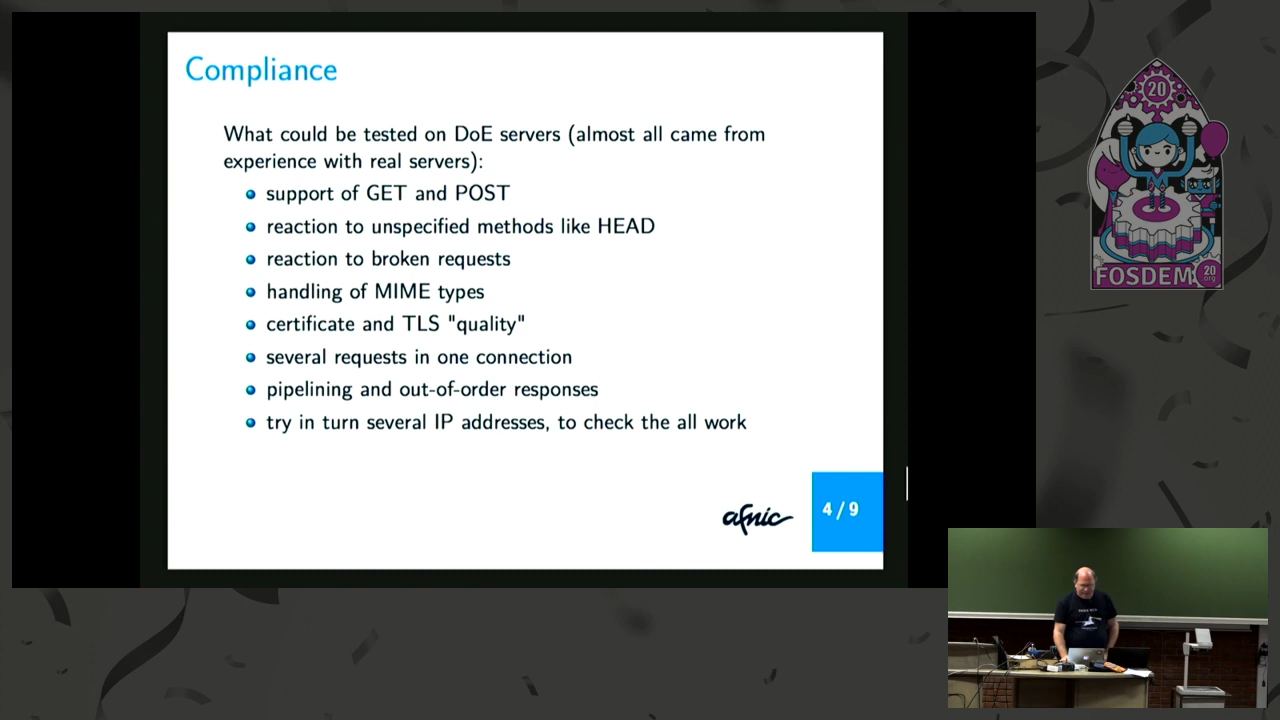 Compliance
What could be tested on DoE servers (almost all came from
experience with real servers):
support of GET and POST
reaction to unspecified methods like HEAD
reaction to broken requests
handling of MIME types
certificate and TLS "quality"
several requests in one connection
pipelining and out-of-order responses
try in turn several IP addresses, to check the all work
afnic
4 / 9
20
FOSDEM 20
.org